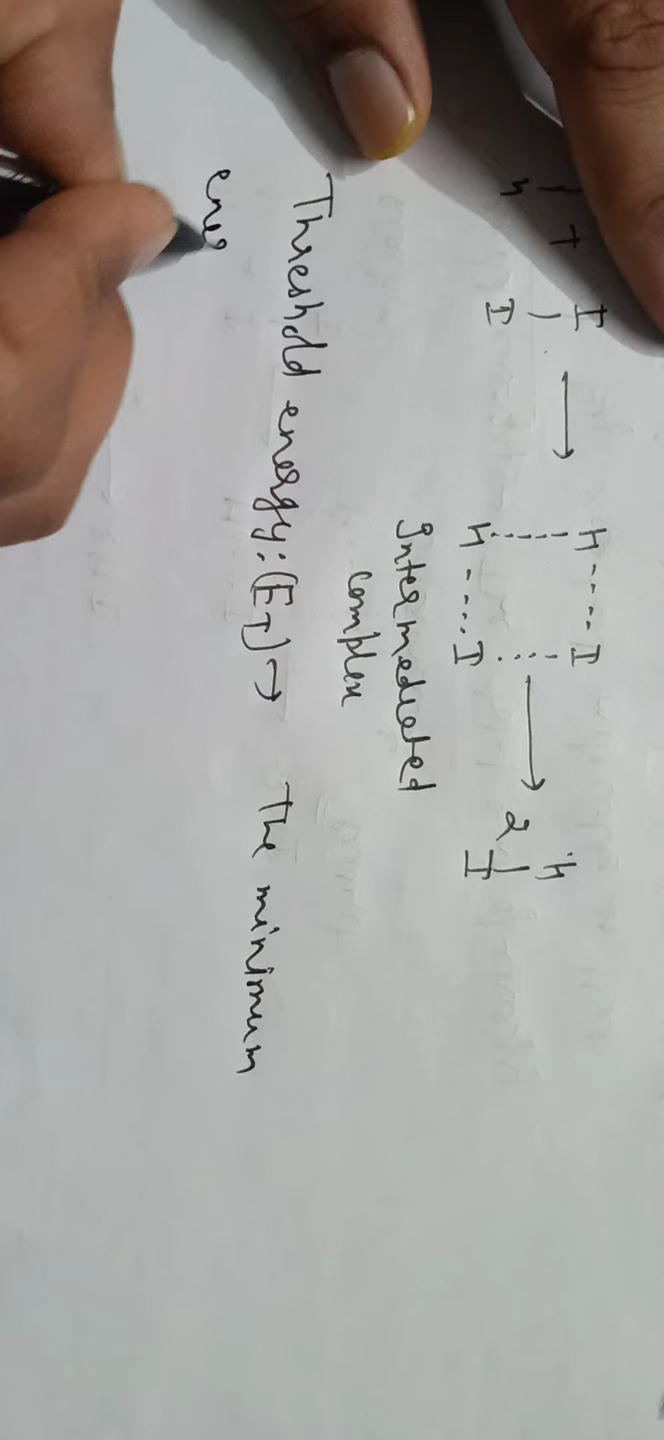 H + I → H ---- I → 2 H
H I H ---- I I
Intermediated
complex
Threshold energy: (E_T) → The minimum
ene